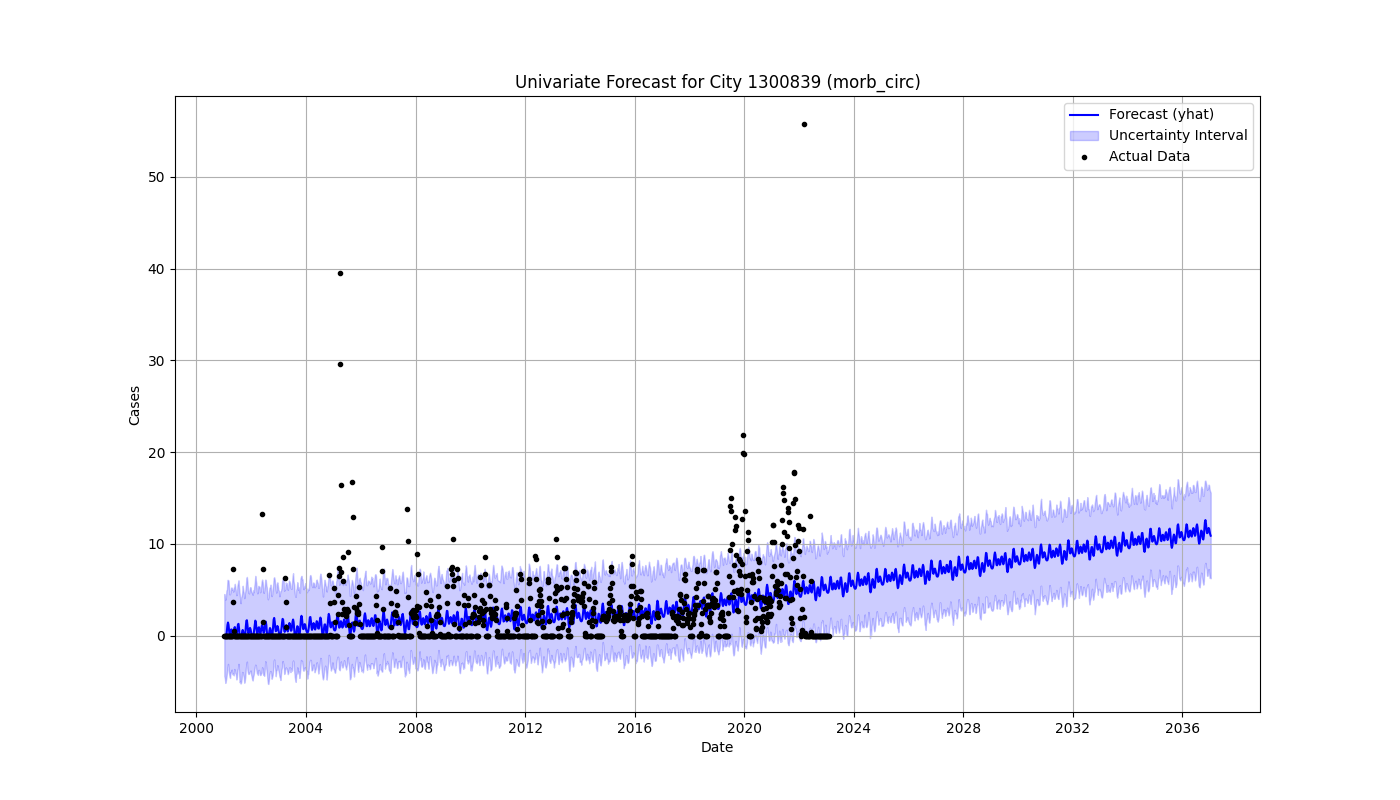 Univariate Forecast for City 1300839 (morb_circ)
Forecast (yhat)
Uncertainty Interval
Actual Data
Cases
50
40
30
20
10
0
2000 2004 2008 2012 2016 2020 2024 2028 2032 2036
Date